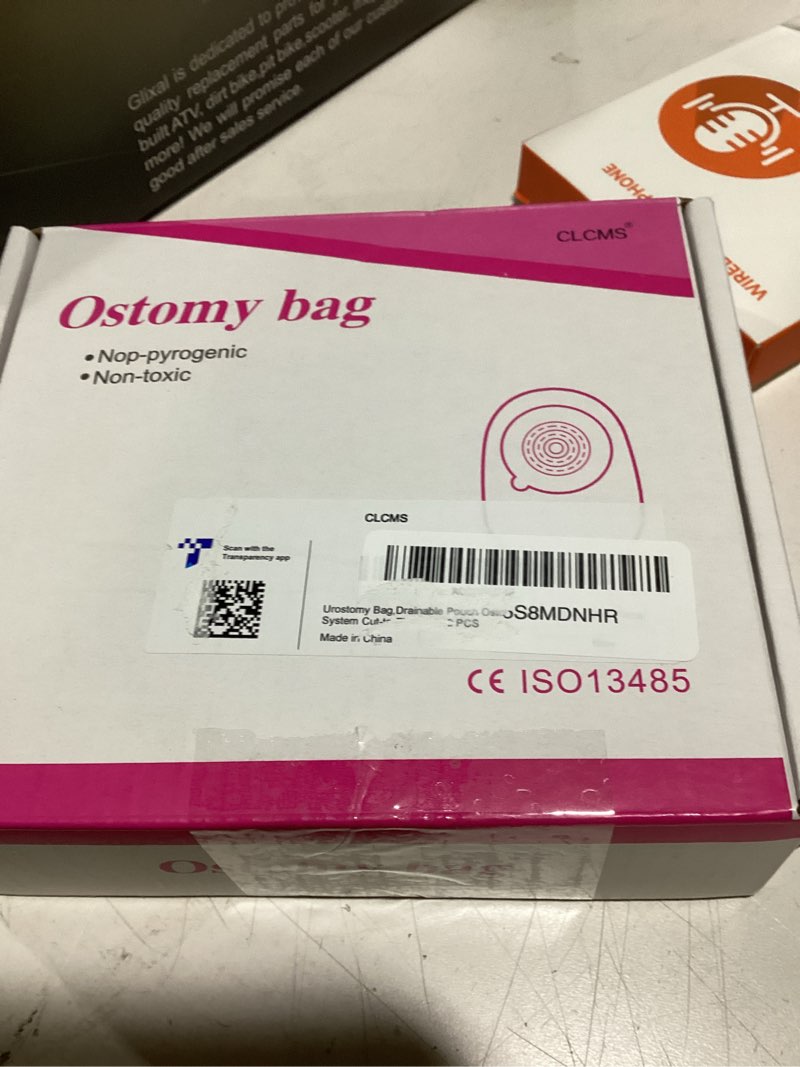 Glixal is dedicated to
quality replacement parts for
built ATV, dirt bike,pit bike,scooter,
more! We will promise each of our
good after sales service.
WIRED
PHONE
CLCMS®
Ostomy bag
• Nop-pyrogenic
• Non-toxic
CLCMS
Scan with the
Transparency app
Urostomy Bag,Drainable Pouch
S8MDNHR
System PCS
Made in China
CE ISO13485